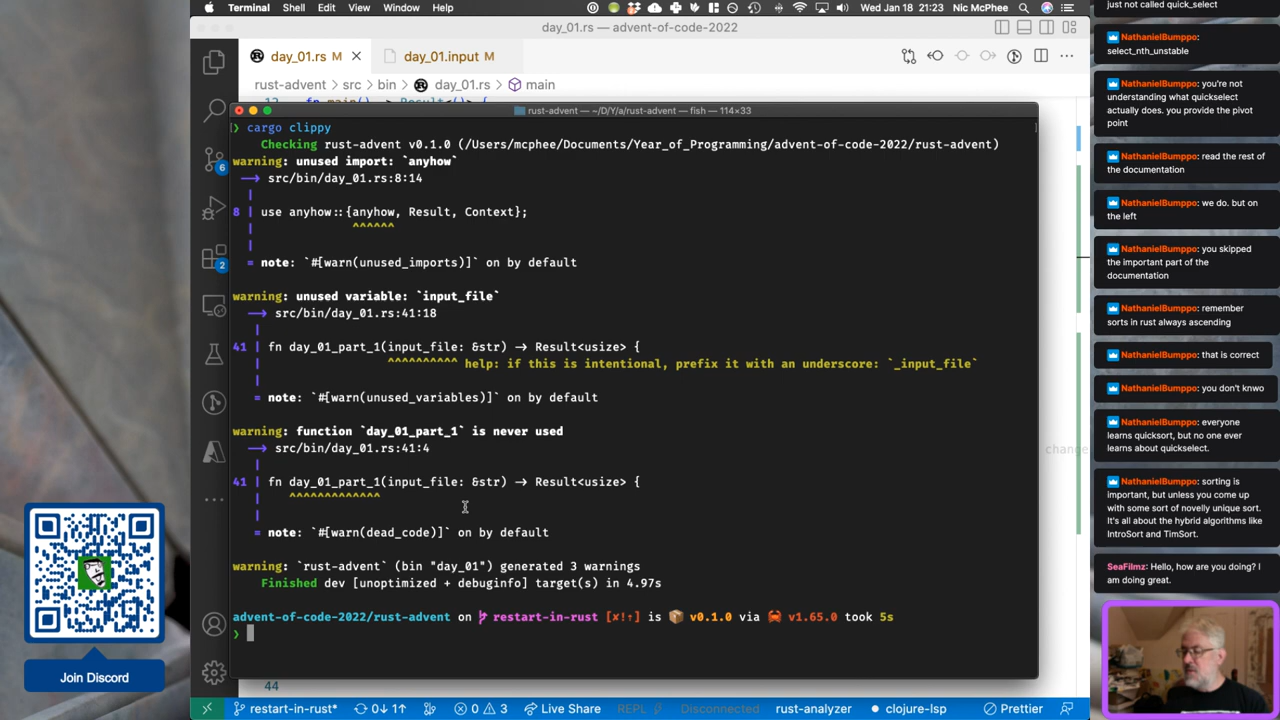 Terminal Shell Edit View Window Help
Wed Jan 18 21:23 Nic McPhee
day_01.rs — advent-of-code-2022
day_01.rs M
day_01.input M
rust-advent > src > bin > day_01.rs > main
rust-advent — ~/D/Y/a/rust-advent — fish — 114×33
❯ cargo clippy
Checking rust-advent v0.1.0 (/Users/mcphee/Documents/Year_of_Programming/advent-of-code-2022/rust-advent)
warning: unused import: `anyhow`
--> src/bin/day_01.rs:8:14
|
8 | use anyhow::{anyhow, Result, Context};
| ^^^^^^
|
= note: `#[warn(unused_imports)]` on by default
warning: unused variable: `input_file`
--> src/bin/day_01.rs:41:18
|
41 | fn day_01_part_1(input_file: &str) -> Result<usize> {
| ^^^^^^^^^^ help: if this is intentional, prefix it with an underscore: `_input_file`
|
= note: `#[warn(unused_variables)]` on by default
warning: function `day_01_part_1` is never used
--> src/bin/day_01.rs:41:4
|
41 | fn day_01_part_1(input_file: &str) -> Result<usize> {
| ^^^^^^^^^^^^^
|
= note: `#[warn(dead_code)]` on by default
warning: `rust-advent` (bin "day_01") generated 3 warnings
Finished dev [unoptimized + debuginfo] target(s) in 4.97s
advent-of-code-2022/rust-advent on restart-in-rust [✘!⇡] is 📦 v0.1.0 via 🦀 v1.65.0 took 5s
❯
44
6
2
restart-in-rust* 0↓ 1↑ 0 3 Live Share REPL Disconnected rust-analyzer clojure-lsp Prettier
Join Discord
just not called quick_select
NathanielBumppo:
select_nth_unstable
NathanielBumppo: you're not
understanding what quickselect
actually does. you provide the pivot
point
NathanielBumppo: read the rest of
the documentation
NathanielBumppo: we do. but on
the left
NathanielBumppo: you skipped
the important part of the
documentation
NathanielBumppo: remember
sorts in rust always ascending
NathanielBumppo: that is correct
NathanielBumppo: you don't knwo
NathanielBumppo: everyone
learns quicksort, but no one ever
learns about quickselect.
NathanielBumppo: sorting is
important, but unless you come up
with some sort of novelly unique sort.
It's all about the hybrid algorithms like
IntroSort and TimSort.
SeaFilmz: Hello, how are you doing? I
am doing great.